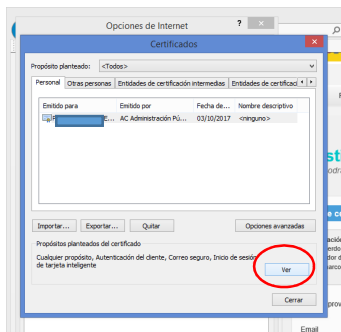 Opciones de Internet
?
Certificados
Propósito planteado:
<Todos>
Personal
Otras personas
Entidades de certificación intermedias
Entidades de certificaci
Emitido para
Emitido por
Fecha de...
Nombre descriptivo
E...
AC Administración Pú...
03/10/2017
<ninguno>
Importar...
Exportar...
Quitar
Opciones avanzadas
Propósitos planteados del certificado
Cualquier propósito, Autenticación del cliente, Correo seguro, Inicio de sesión
de tarjeta inteligente
Ver
Cerrar
Email